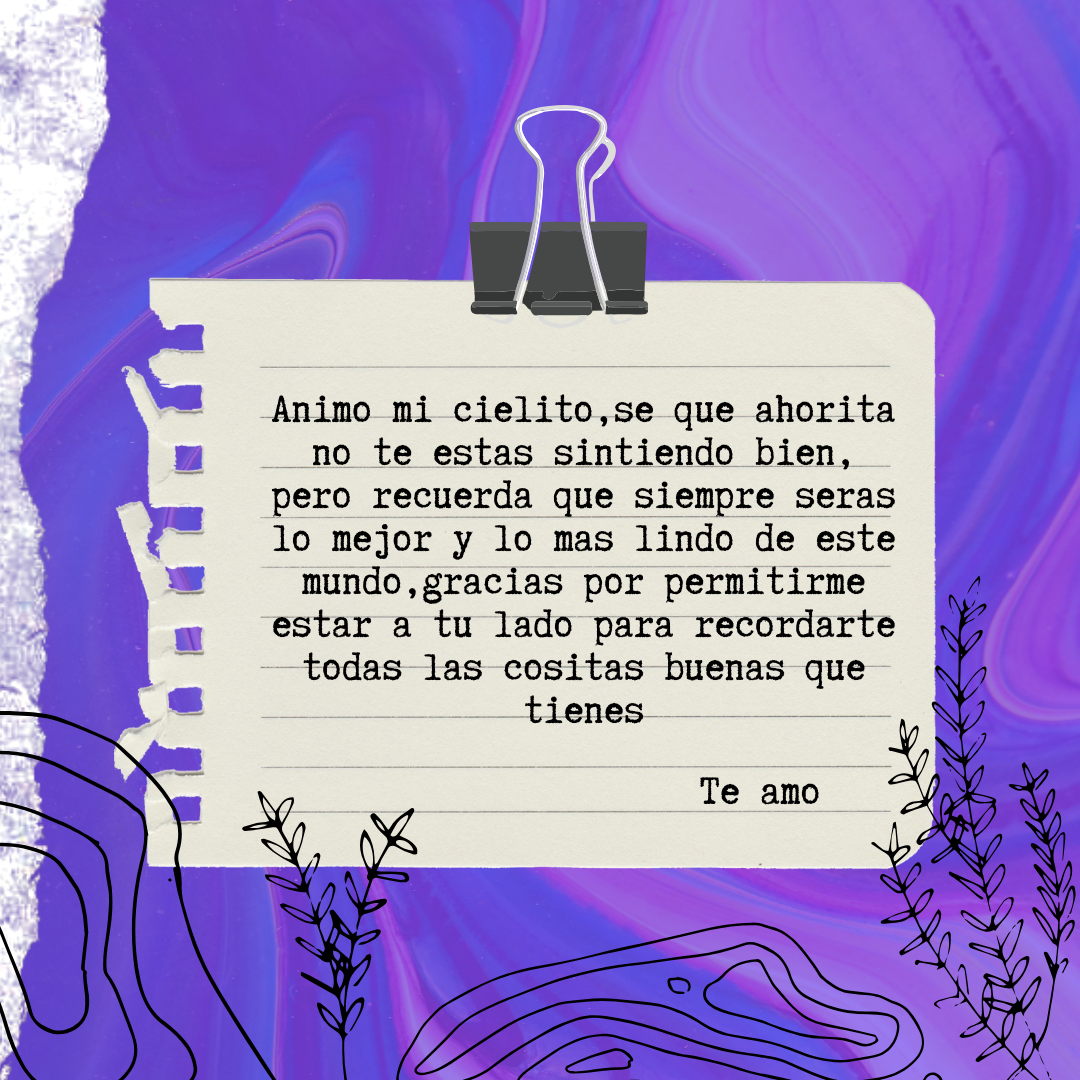 Animo mi cielito,se que ahorita
no te estas sintiendo bien,
pero recuerda que siempre seras
lo mejor y lo mas lindo de este
mundo,gracias por permitirme
estar a tu lado para recordarte
todas las cositas buenas que
tienes
Te amo